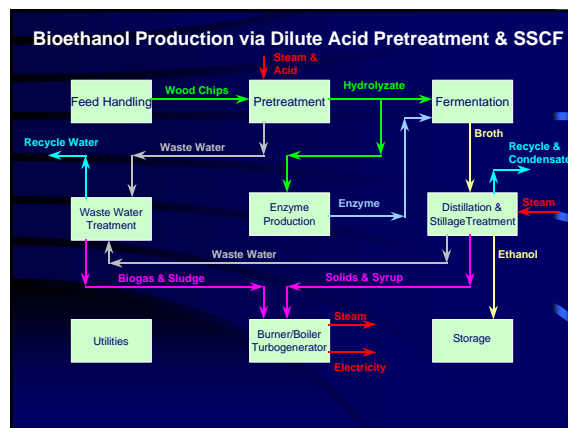 Bioethanol Production via Dilute Acid Pretreatment & SSCF
Steam &
Acid
Feed Handling
Wood Chips
Pretreatment
Hydrolyzate
Fermentation
Recycle Water
Waste Water
Broth
Recycle &
Condensate
Waste Water
Treatment
Enzyme
Production
Enzyme
Distillation &
StillageTreatment
Steam
Waste Water
Ethanol
Biogas & Sludge
Solids & Syrup
Utilities
Burner/Boiler
Turbogenerator
Steam
Electricity
Storage